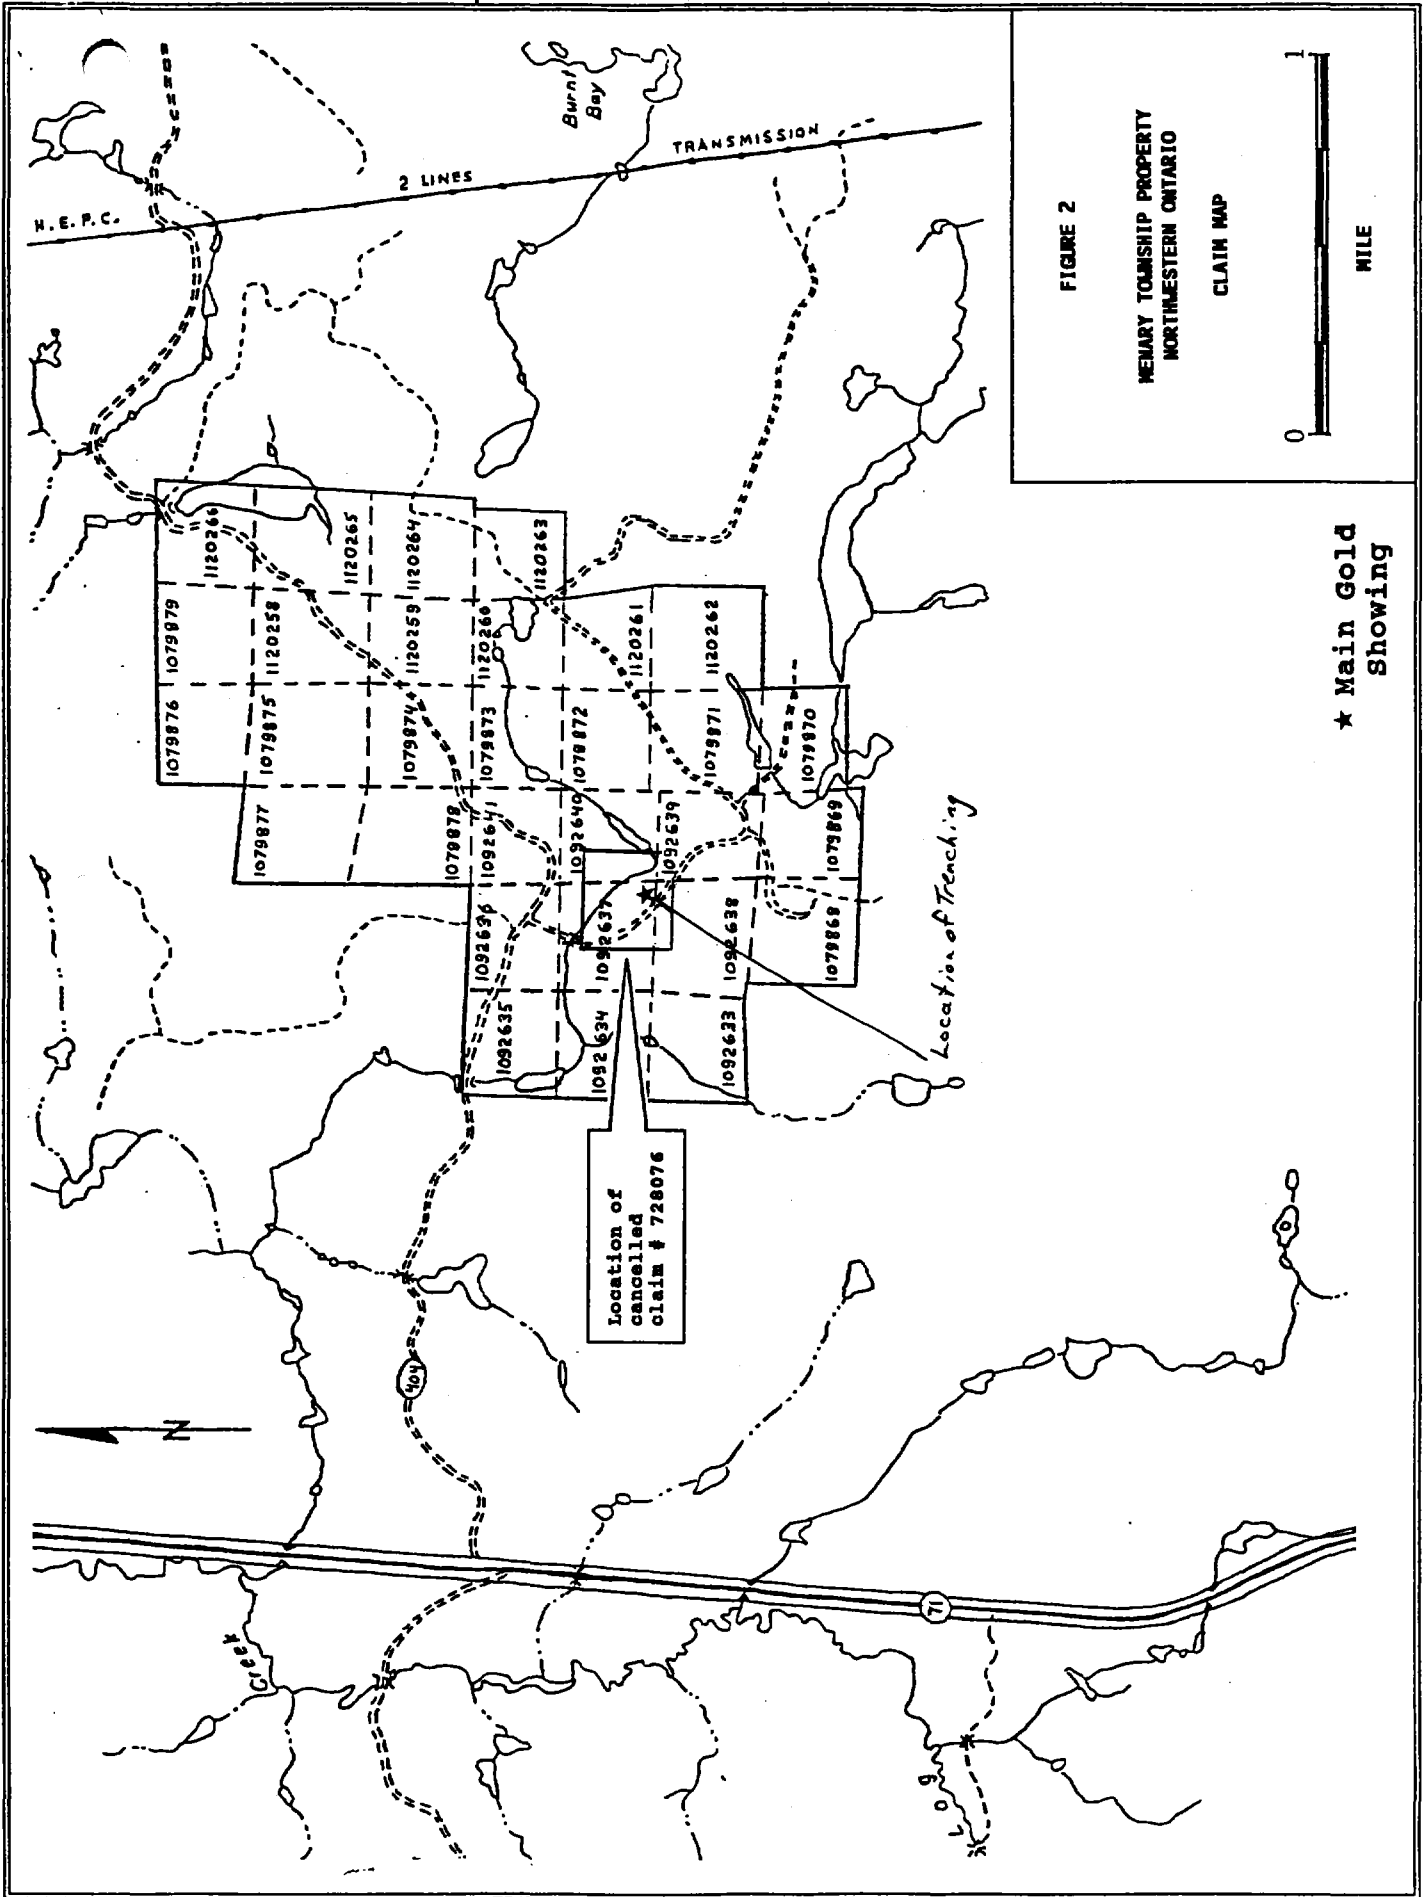 H.E.P.C.
2 LINES
TRANSMISSION
Burnt
Bay
1079876
1079879
1120266
1079877
1079875
1120258
1120265
1079878
1079874
1120259
1120264
1092635
1092636
1092641
1079873
1120260
1120263
1092634
1092637
1092640
1079872
1120261
1092633
1092638
1092639
1079871
1120262
1079868
1079869
1079870
Location of
cancelled
claim # 728076
Location of Trenching
N
404
71
Creek
Log
★ Main Gold
Showing
FIGURE 2
MENARY TOWNSHIP PROPERTY
NORTHWESTERN ONTARIO
CLAIM MAP
0 1
MILE